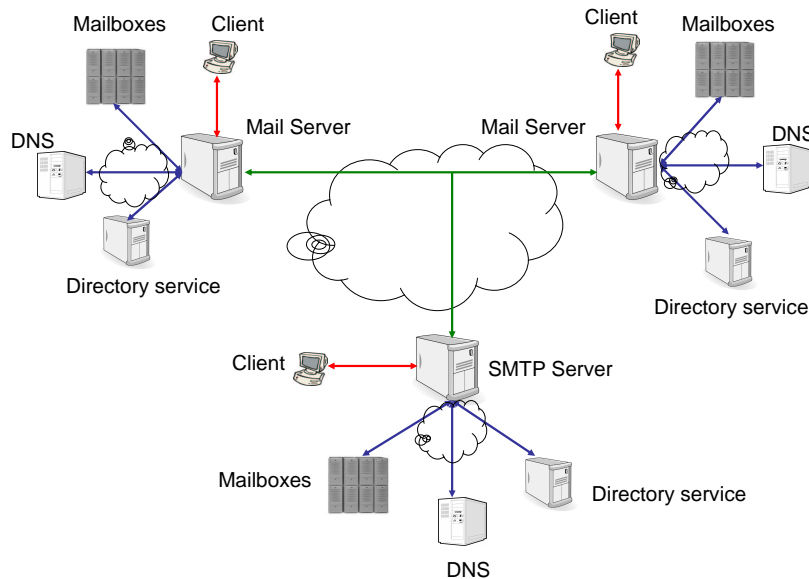 Mailboxes
Client
Client
Mailboxes
DNS
Mail Server
Mail Server
DNS
Directory service
Directory service
Client
SMTP Server
Mailboxes
Directory service
DNS